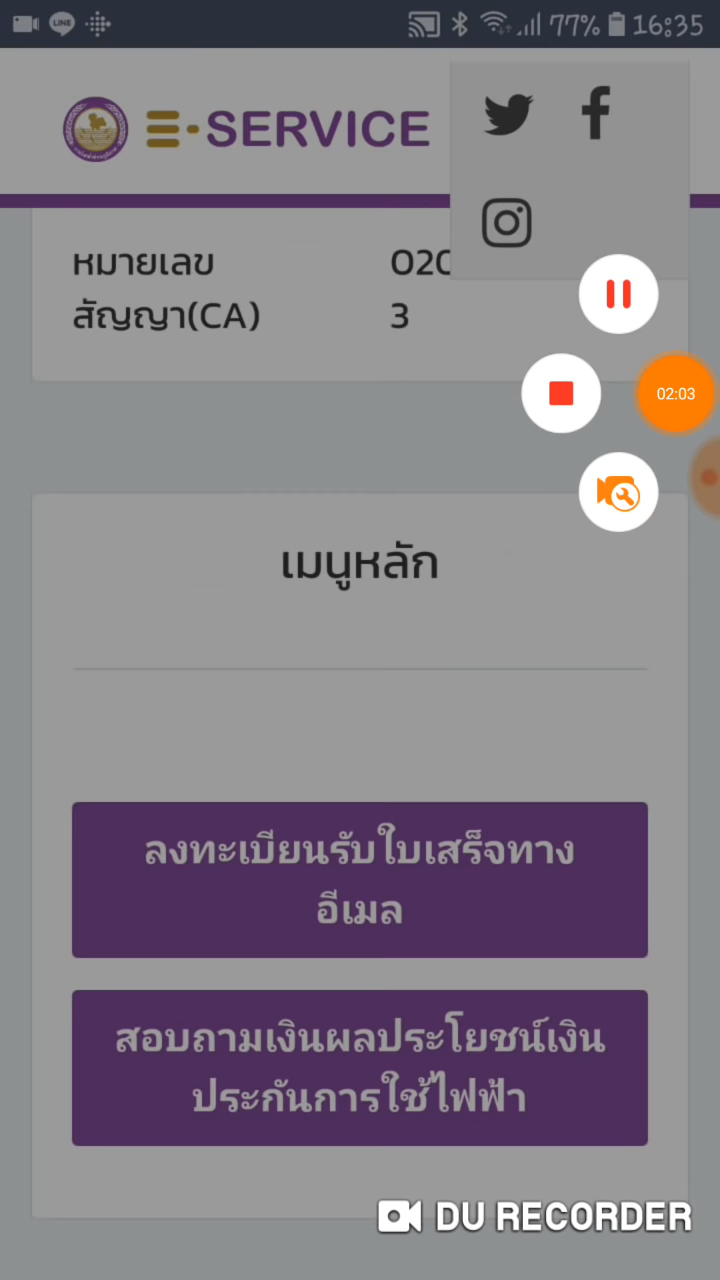 LINE
77% 16:35
E-SERVICE
หมายเลข 020
สัญญา(CA) 3
02:03
เมนูหลัก
ลงทะเบียนรับใบเสร็จทาง
อีเมล
สอบถามเงินผลประโยชน์เงิน
ประกันการใช้ไฟฟ้า
DU RECORDER